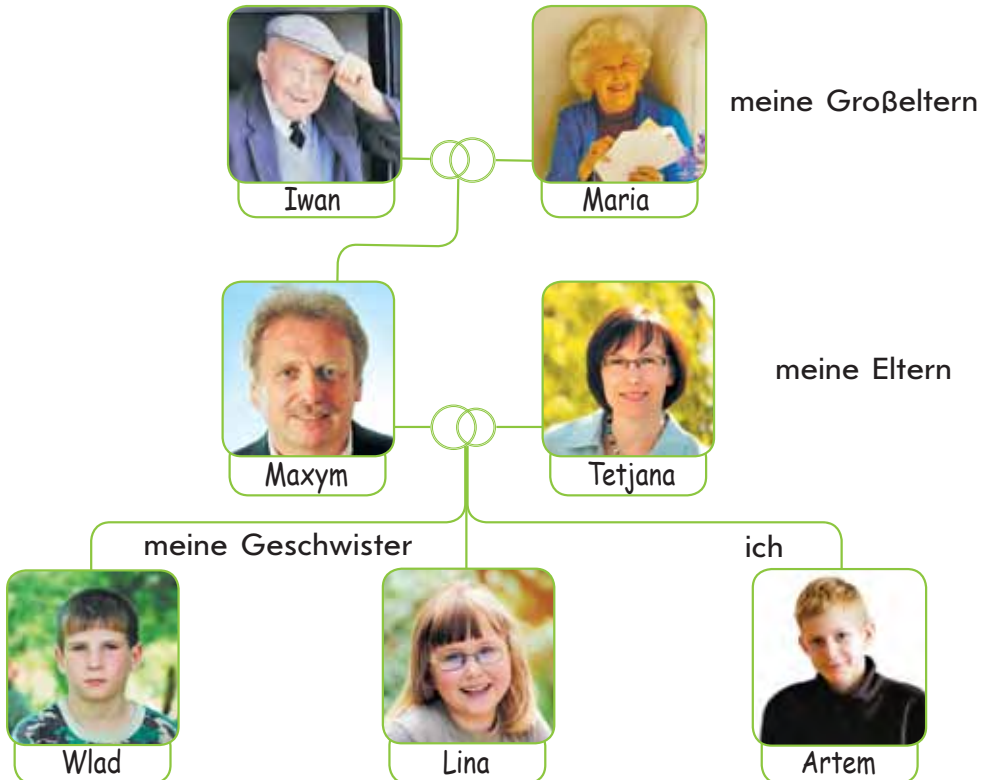 meine Großeltern
Iwan
Maria
meine Eltern
Maxym
Tetjana
meine Geschwister
ich
Wlad
Lina
Artem